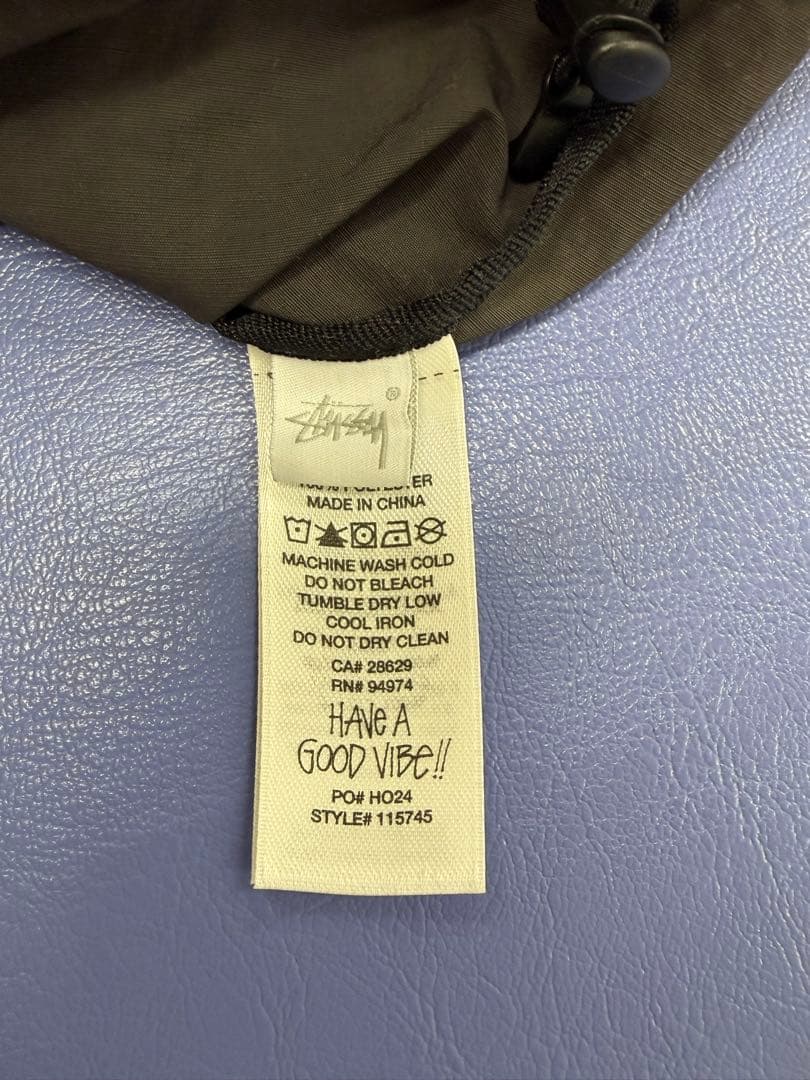 Stüssy ®
MADE IN CHINA
MACHINE WASH COLD
DO NOT BLEACH
TUMBLE DRY LOW
COOL IRON
DO NOT DRY CLEAN
CA# 28629
RN# 94974
HAVE A
GOOD VIBE!!
PO# HO24
STYLE# 115745